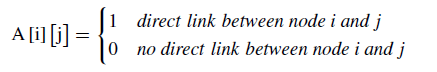 A[i][j] = { 1 direct link between node i and j
0 no direct link between node i and j